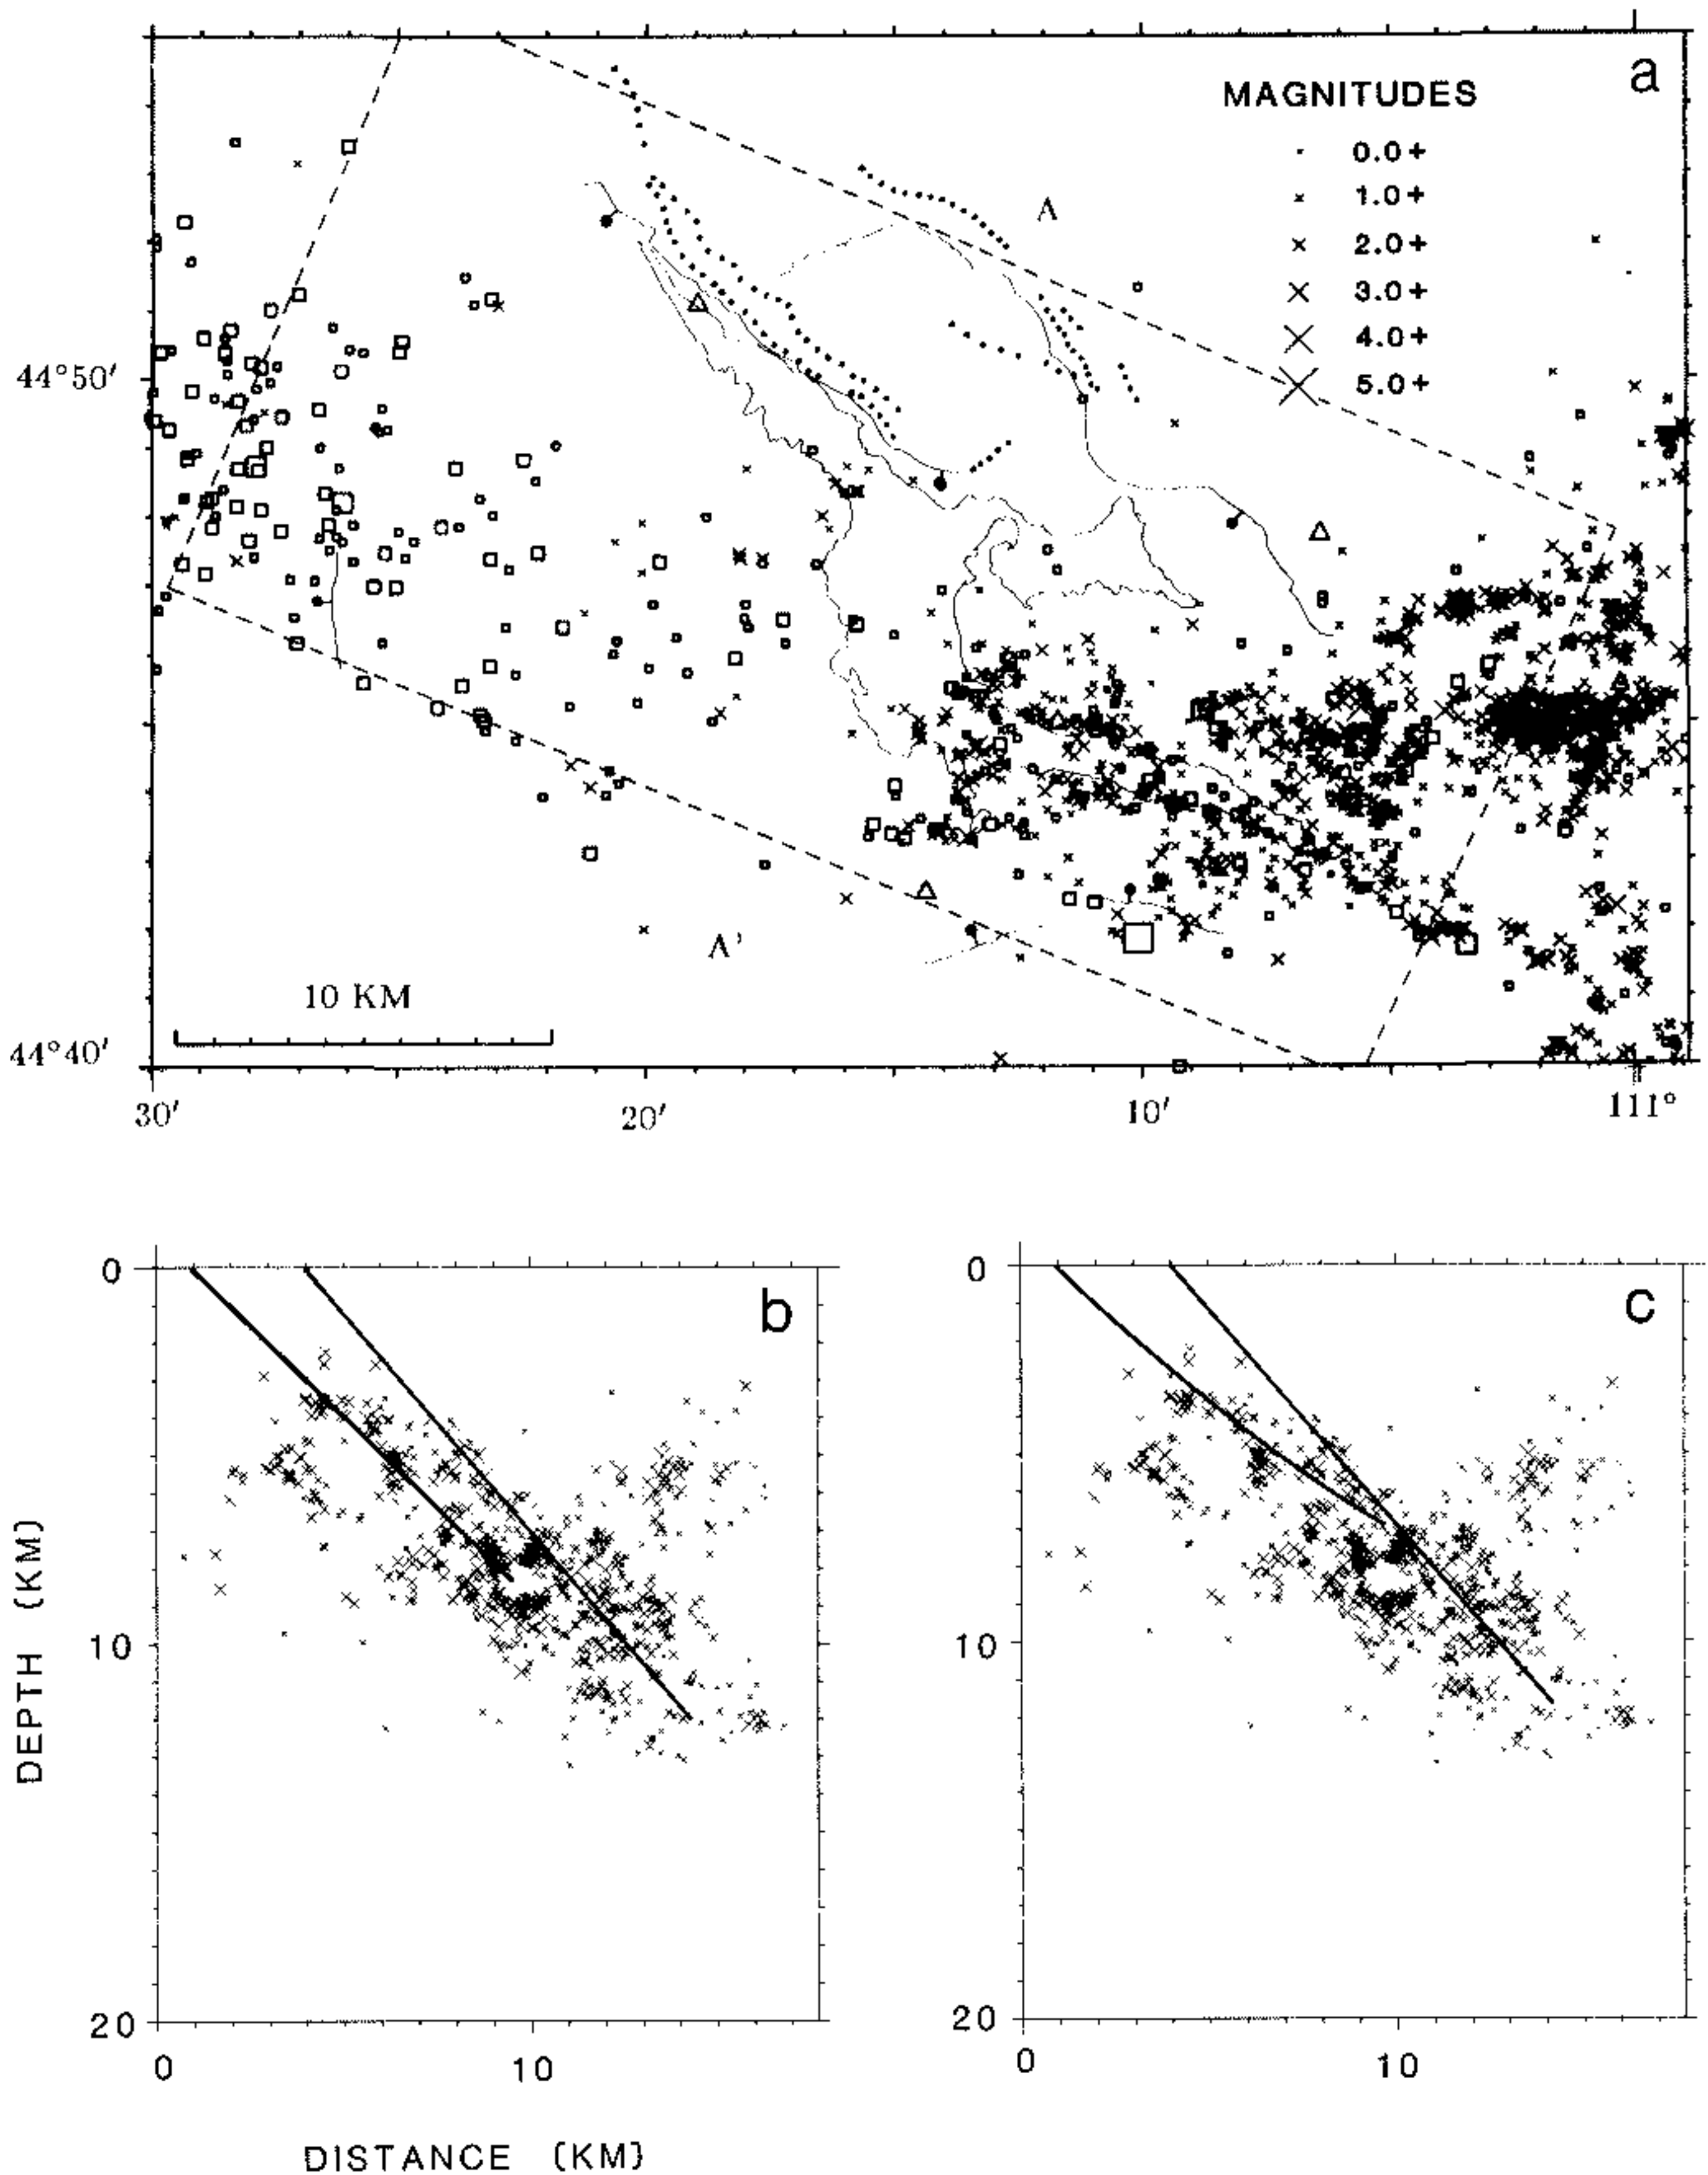 a
MAGNITUDES
0.0+
1.0+
2.0+
3.0+
4.0+
5.0+
A
44°50'
A'
10 KM
44°40'
30' 20' 10' 111°
0 b 0 c
10 10
20 20
0 10 0 10
DEPTH (KM)
DISTANCE (KM)